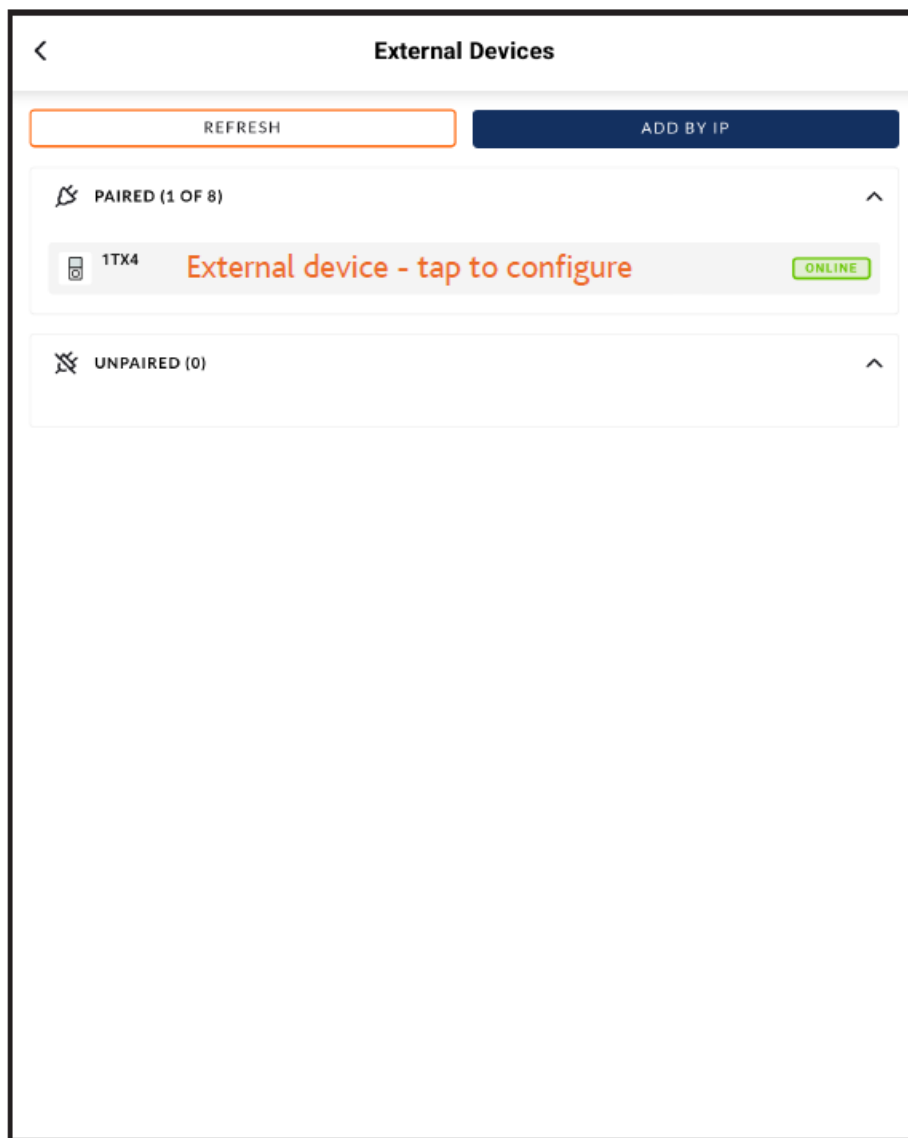 External Devices
REFRESH
ADD BY IP
PAIRED (1 OF 8)
1TX4
External device - tap to configure
ONLINE
UNPAIRED (0)